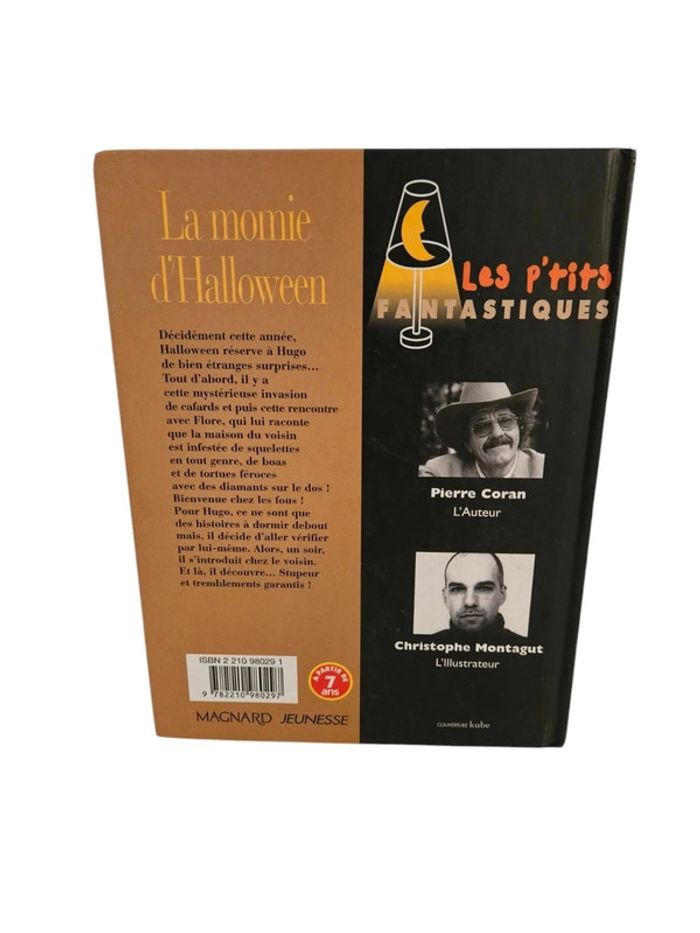 La momie
d'Halloween
Décidément cette année,
Halloween réserve à Hugo
de bien étranges surprises...
Tout d'abord, il y a
cette mystérieuse invasion
de cafards et puis cette rencontre
avec Flore, qui lui raconte
que la maison du voisin
est infestée de squelettes
en tout genre, de boas
et de tortues féroces
avec des diamants sur le dos !
Bienvenue chez les fous !
Pour Hugo, ce ne sont que
des histoires à dormir debout
mais, il décide d'aller vérifier
par lui-même. Alors, un soir,
il s'introduit chez le voisin.
Et là, il découvre... Stupeur
et tremblements garantis !
ISBN 2 210 98029 1
9 782210 980297
À PARTIR DE
7
ans
MAGNARD JEUNESSE
Les p'tits
FANTASTIQUES
Pierre Coran
L'Auteur
Christophe Montagut
L'Illustrateur
COUVERTURE kube